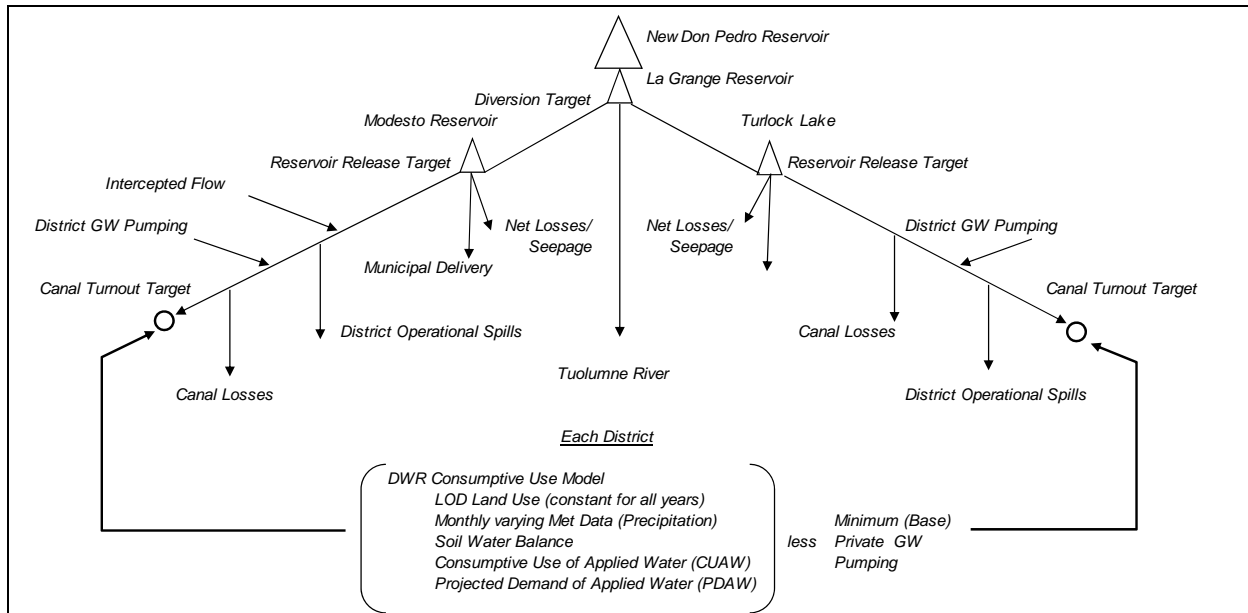 New Don Pedro Reservoir
La Grange Reservoir
Diversion Target
Modesto Reservoir
Turlock Lake
Reservoir Release Target
Reservoir Release Target
Intercepted Flow
District GW Pumping
Net Losses/
Seepage
Net Losses/
Seepage
District GW Pumping
Municipal Delivery
Canal Turnout Target
Canal Turnout Target
District Operational Spills
Canal Losses
Tuolumne River
Canal Losses
District Operational Spills
Each District
DWR Consumptive Use Model
LOD Land Use (constant for all years)
Monthly varying Met Data (Precipitation)
Soil Water Balance
Consumptive Use of Applied Water (CUAW)
Projected Demand of Applied Water (PDAW)
less
Minimum (Base)
Private GW
Pumping